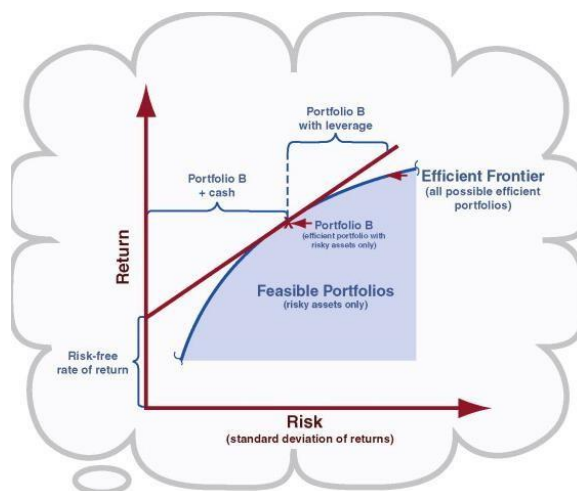 Portfolio B
with leverage
Portfolio B
+ cash
Efficient Frontier
(all possible efficient
portfolios)
Portfolio B
(efficient portfolio with
risky assets only)
Return
Feasible Portfolios
(risky assets only)
Risk-free
rate of return
Risk
(standard deviation of returns)